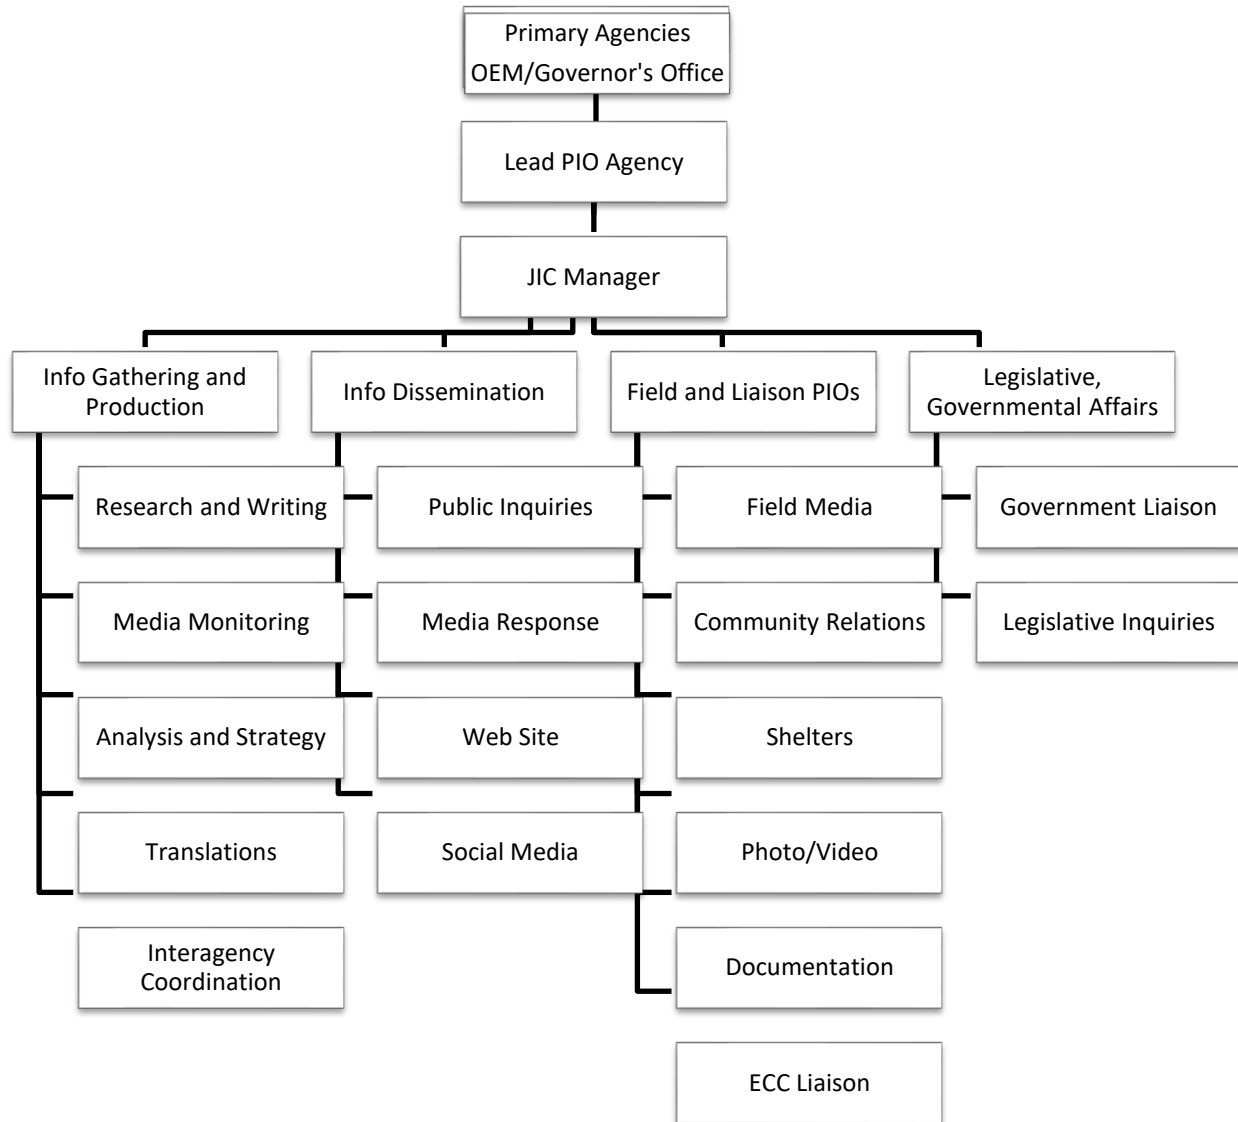 Primary Agencies
OEM/Governor's Office
Lead PIO Agency
JIC Manager
Info Gathering and
Production
Info Dissemination
Field and Liaison PIOs
Legislative,
Governmental Affairs
Research and Writing
Public Inquiries
Field Media
Government Liaison
Media Monitoring
Media Response
Community Relations
Legislative Inquiries
Analysis and Strategy
Web Site
Shelters
Translations
Social Media
Photo/Video
Interagency
Coordination
Documentation
ECC Liaison